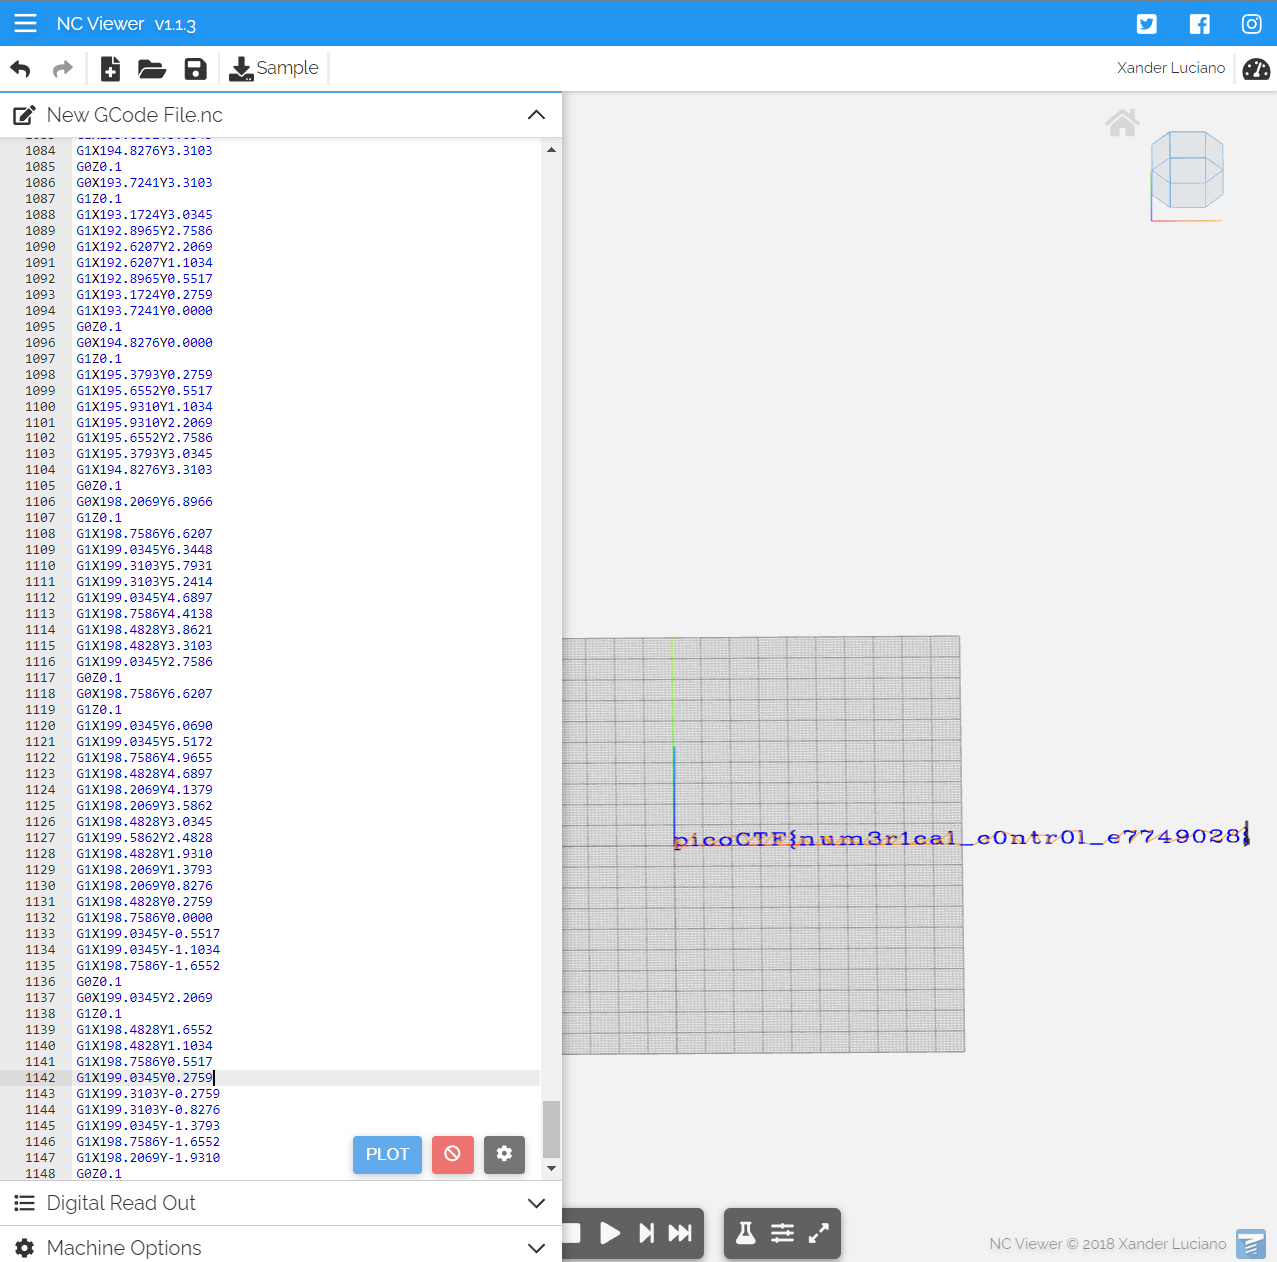 NC Viewer v1.1.3
Sample
Xander Luciano
New GCode File.nc
1084 G1X194.8276Y3.3103
1085 G0Z0.1
1086 G0X193.7241Y3.3103
1087 G1Z0.1
1088 G1X193.1724Y3.0345
1089 G1X192.8965Y2.7586
1090 G1X192.6207Y2.2069
1091 G1X192.6207Y1.1034
1092 G1X192.8965Y0.5517
1093 G1X193.1724Y0.2759
1094 G1X193.7241Y0.0000
1095 G0Z0.1
1096 G0X194.8276Y0.0000
1097 G1Z0.1
1098 G1X195.3793Y0.2759
1099 G1X195.6552Y0.5517
1100 G1X195.9310Y1.1034
1101 G1X195.9310Y2.2069
1102 G1X195.6552Y2.7586
1103 G1X195.3793Y3.0345
1104 G1X194.8276Y3.3103
1105 G0Z0.1
1106 G0X198.2069Y6.8966
1107 G1Z0.1
1108 G1X198.7586Y6.6207
1109 G1X199.0345Y6.3448
1110 G1X199.3103Y5.7931
1111 G1X199.3103Y5.2414
1112 G1X199.0345Y4.6897
1113 G1X198.7586Y4.4138
1114 G1X198.4828Y3.8621
1115 G1X198.4828Y3.3103
1116 G1X199.0345Y2.7586
1117 G0Z0.1
1118 G0X198.7586Y6.6207
1119 G1Z0.1
1120 G1X199.0345Y6.0690
1121 G1X199.0345Y5.5172
1122 G1X198.7586Y4.9655
1123 G1X198.4828Y4.6897
1124 G1X198.2069Y4.1379
1125 G1X198.2069Y3.5862
1126 G1X198.4828Y3.0345
1127 G1X199.5862Y2.4828
1128 G1X198.4828Y1.9310
1129 G1X198.2069Y1.3793
1130 G1X198.2069Y0.8276
1131 G1X198.4828Y0.2759
1132 G1X198.7586Y0.0000
1133 G1X199.0345Y-0.5517
1134 G1X199.0345Y-1.1034
1135 G1X198.7586Y-1.6552
1136 G0Z0.1
1137 G0X199.0345Y2.2069
1138 G1Z0.1
1139 G1X198.4828Y1.6552
1140 G1X198.4828Y1.1034
1141 G1X198.7586Y0.5517
1142 G1X199.0345Y0.2759
1143 G1X199.3103Y-0.2759
1144 G1X199.3103Y-0.8276
1145 G1X199.0345Y-1.3793
1146 G1X198.7586Y-1.6552
1147 G1X198.2069Y-1.9310
1148 G0Z0.1
PLOT
Digital Read Out
Machine Options
picoCTF{num3r1cal_c0ntr0l_e7749028}
NC Viewer © 2018 Xander Luciano